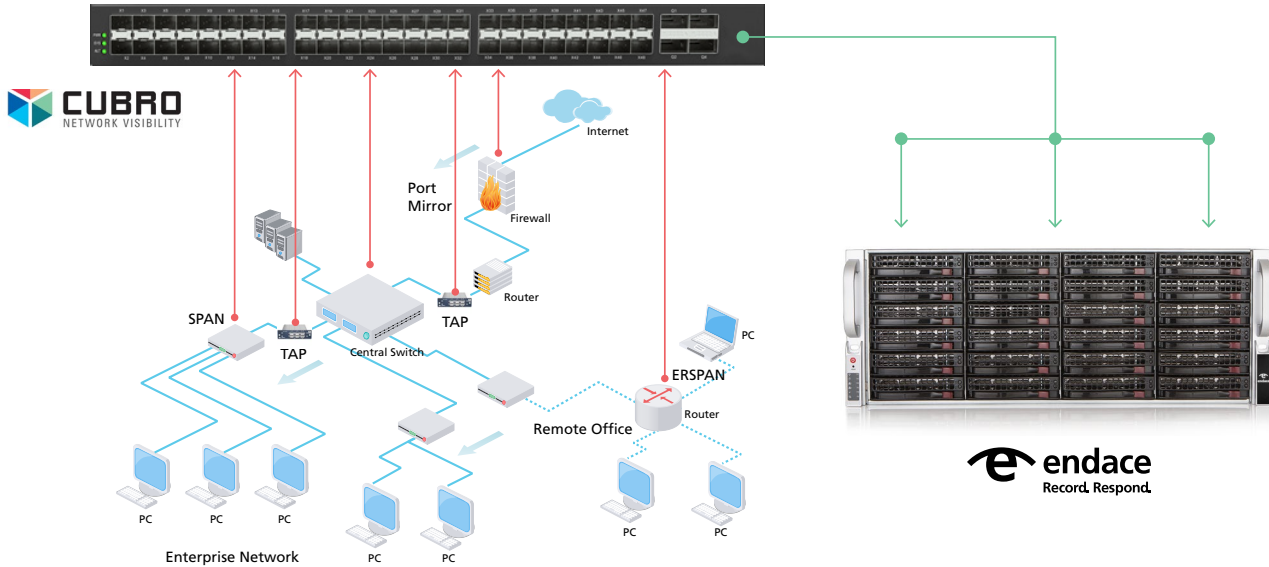 CUBRO
NETWORK VISIBILITY
Internet
Port
Mirror
Firewall
Router
TAP
SPAN
TAP
Central Switch
PC
ERSPAN
Router
Remote Office
PC
PC
PC
PC
PC
PC
PC
Enterprise Network
endace
Record. Respond.